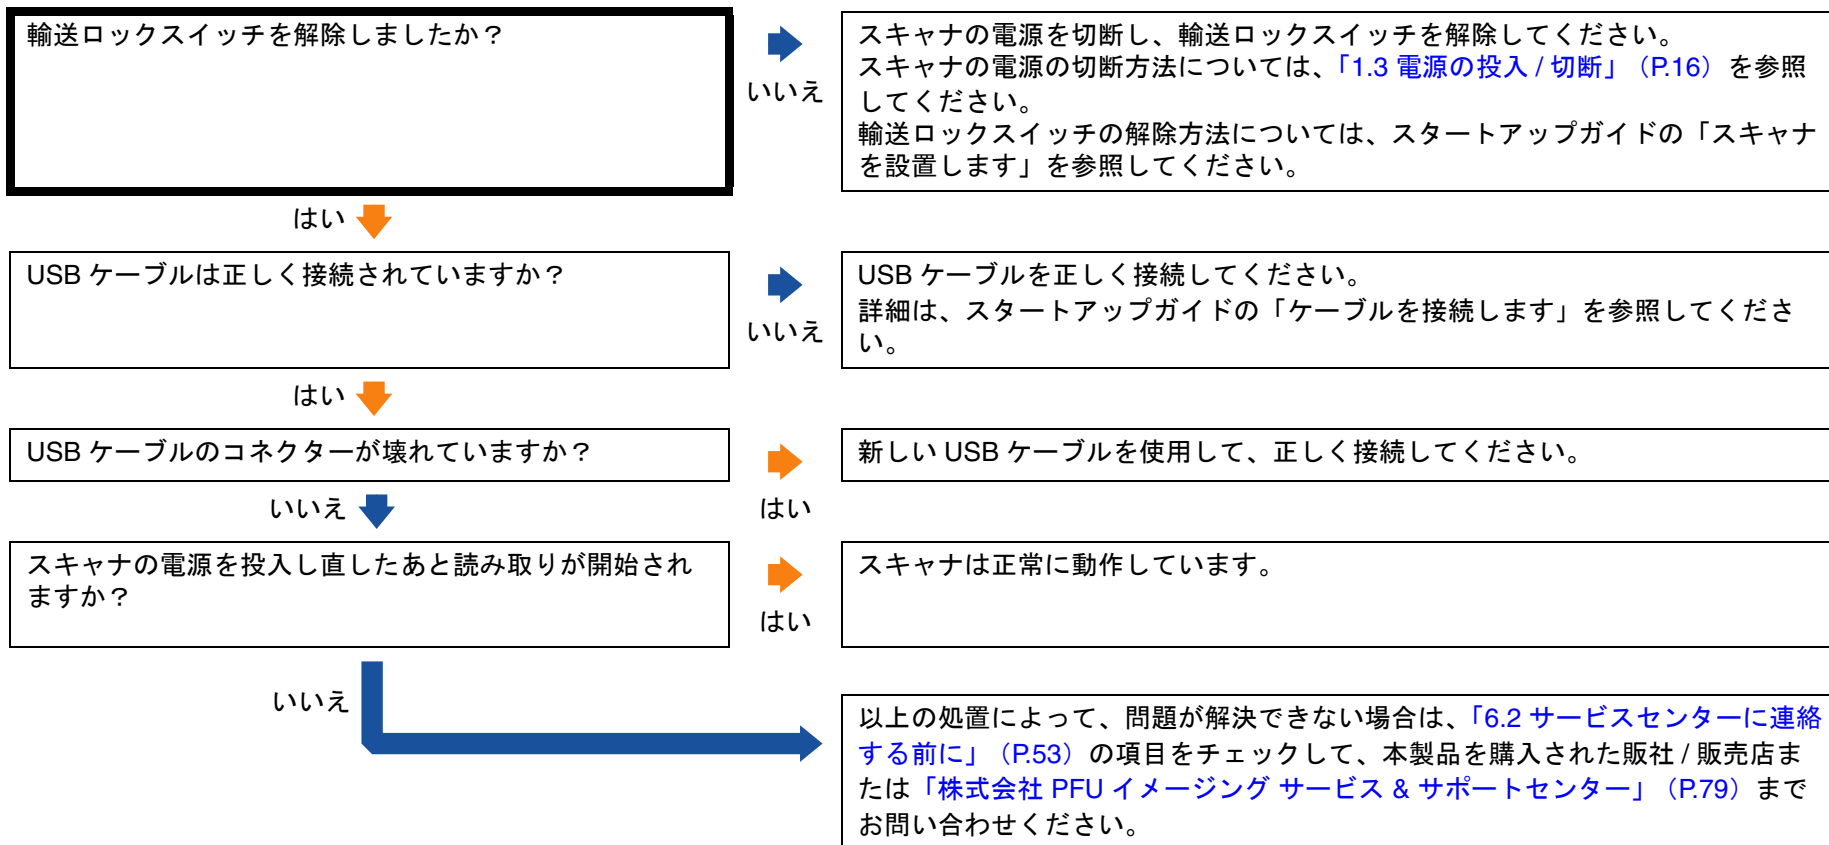 輸送ロックスイッチを解除しましたか？
いいえ
スキャナの電源を切断し、輸送ロックスイッチを解除してください。
スキャナの電源の切断方法については、「1.3 電源の投入 / 切断」（P.16）を参照
してください。
輸送ロックスイッチの解除方法については、スタートアップガイドの「スキャナ
を設置します」を参照してください。
はい
USB ケーブルは正しく接続されていますか？
いいえ
USB ケーブルを正しく接続してください。
詳細は、スタートアップガイドの「ケーブルを接続します」を参照してくださ
い。
はい
USB ケーブルのコネクターが壊れていますか？
はい
新しい USB ケーブルを使用して、正しく接続してください。
いいえ
スキャナの電源を投入し直したあと読み取りが開始され
ますか？
はい
スキャナは正常に動作しています。
いいえ
以上の処置によって、問題が解決できない場合は、「6.2 サービスセンターに連絡
する前に」（P.53）の項目をチェックして、本製品を購入された販社 / 販売店ま
たは「株式会社 PFU イメージング サービス & サポートセンター」（P.79）まで
お問い合わせください。